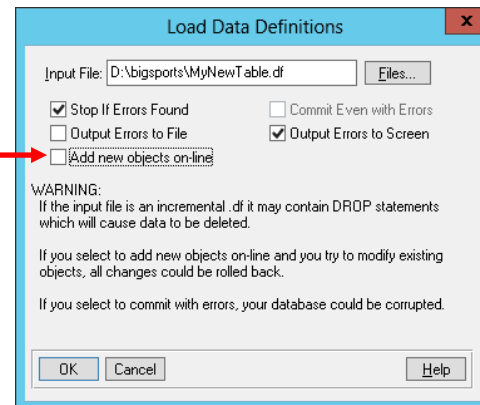 Load Data Definitions
x
Input File: D:\bigsports\MyNewTable.df Files...
Stop If Errors Found Commit Even with Errors
Output Errors to File Output Errors to Screen
Add new objects on-line
WARNING:
If the input file is an incremental .df it may contain DROP statements
which will cause data to be deleted.
If you select to add new objects on-line and you try to modify existing
objects, all changes could be rolled back.
If you select to commit with errors, your database could be corrupted.
OK Cancel Help